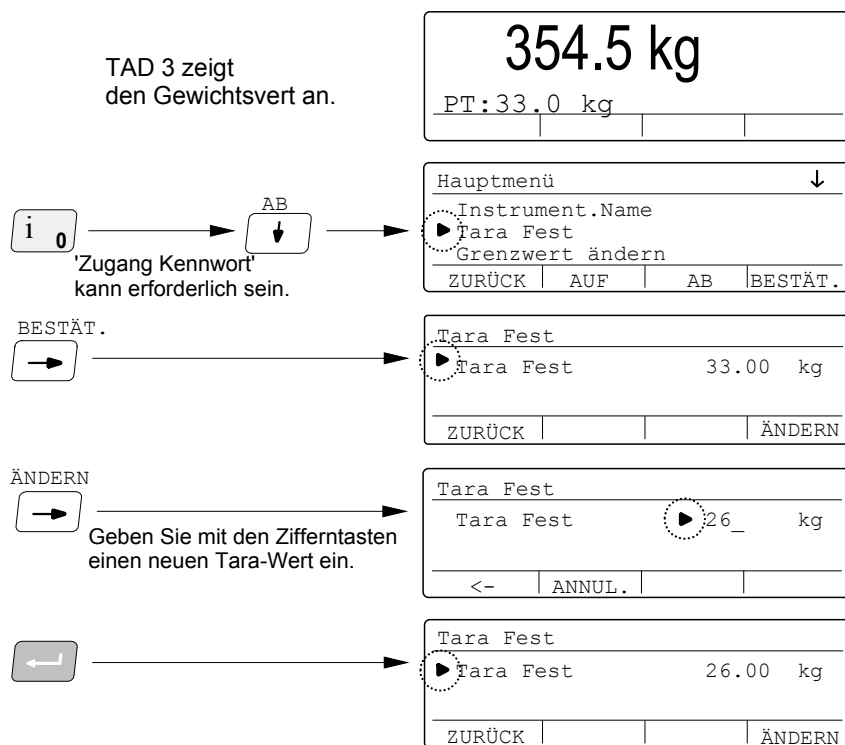 354.5 kg
TAD 3 zeigt
den Gewichtsvert an.
PT:33.0 kg
Hauptmenü ↓
AB
i 0
Instrument.Name
Tara Fest
Grenzwert ändern
'Zugang Kennwort'
kann erforderlich sein.
ZURÜCK AUF AB BESTÄT.
BESTÄT.
Tara Fest
Tara Fest 33.00 kg
ZURÜCK ÄNDERN
ÄNDERN
Tara Fest
Tara Fest 26_ kg
Geben Sie mit den Zifferntasten
einen neuen Tara-Wert ein.
<- ANNUL.
Tara Fest
Tara Fest 26.00 kg
ZURÜCK ÄNDERN